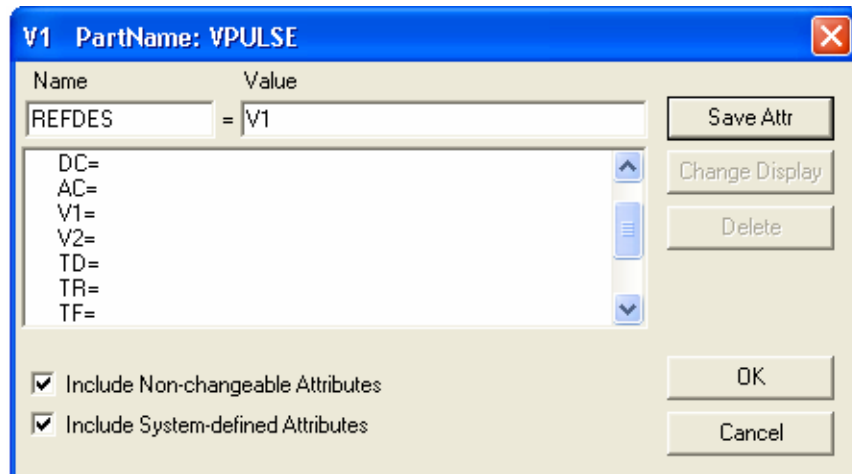 V1 PartName: VPULSE
Name Value
REFDES = V1
Save Attr
DC=
AC=
V1=
V2=
TD=
TR=
TF=
Change Display
Delete
Include Non-changeable Attributes
Include System-defined Attributes
OK
Cancel